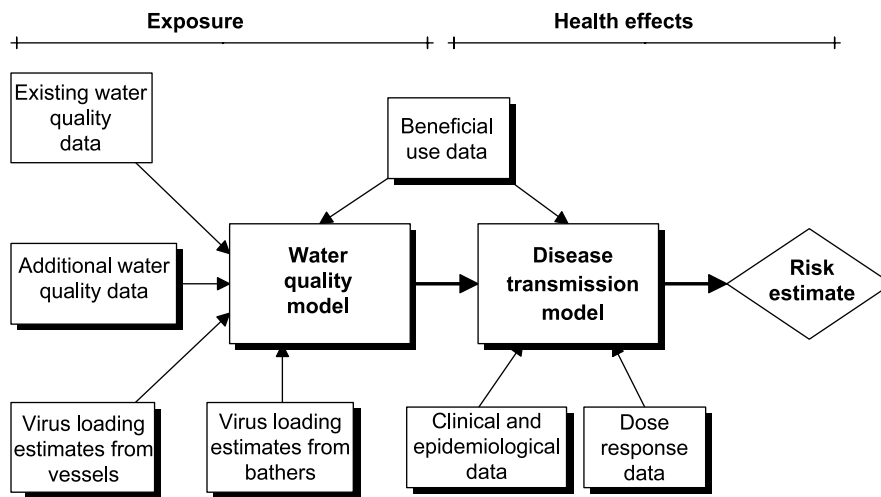 Exposure
Health effects
Existing water
quality
data
Beneficial
use data
Additional water
quality data
Water
quality
model
Disease
transmission
model
Risk
estimate
Virus loading
estimates from
vessels
Virus loading
estimates from
bathers
Clinical and
epidemiological
data
Dose
response
data